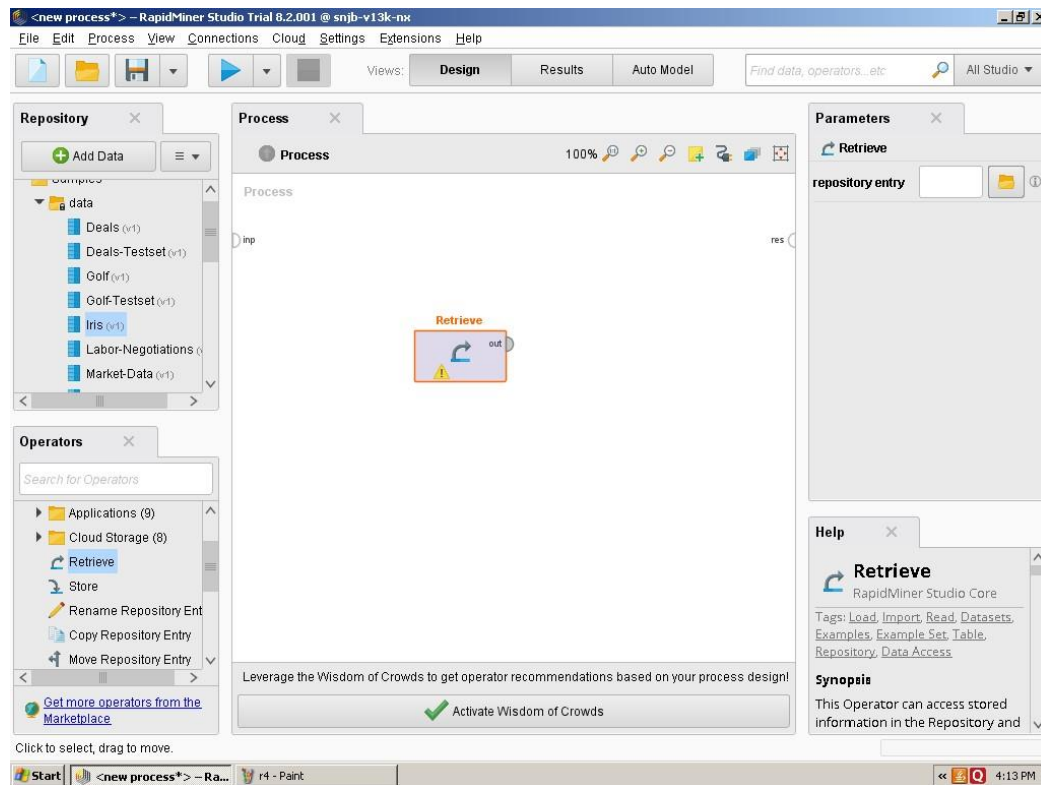 <new process*> – RapidMiner Studio Trial 8.2.001 @ snjb-v13k-nx
File Edit Process View Connections Cloud Settings Extensions Help
Views: Design Results Auto Model Find data, operators...etc All Studio
Repository
Add Data
Samples
data
Deals (v1)
Deals-Testset (v1)
Golf (v1)
Golf-Testset (v1)
Iris (v1)
Labor-Negotiations (
Market-Data (v1)
Operators
Search for Operators
Applications (9)
Cloud Storage (8)
Retrieve
Store
Rename Repository Ent
Copy Repository Entry
Move Repository Entry
Get more operators from the
Marketplace
Process
Process 100%
Process
inp res
Retrieve
out
Leverage the Wisdom of Crowds to get operator recommendations based on your process design!
Activate Wisdom of Crowds
Parameters
Retrieve
repository entry
Help
Retrieve
RapidMiner Studio Core
Tags: Load, Import, Read, Datasets,
Examples, Example Set, Table,
Repository, Data Access
Synopsis
This Operator can access stored
information in the Repository and
Click to select, drag to move.
Start <new process*> – Ra... r4 - Paint « Q 4:13 PM